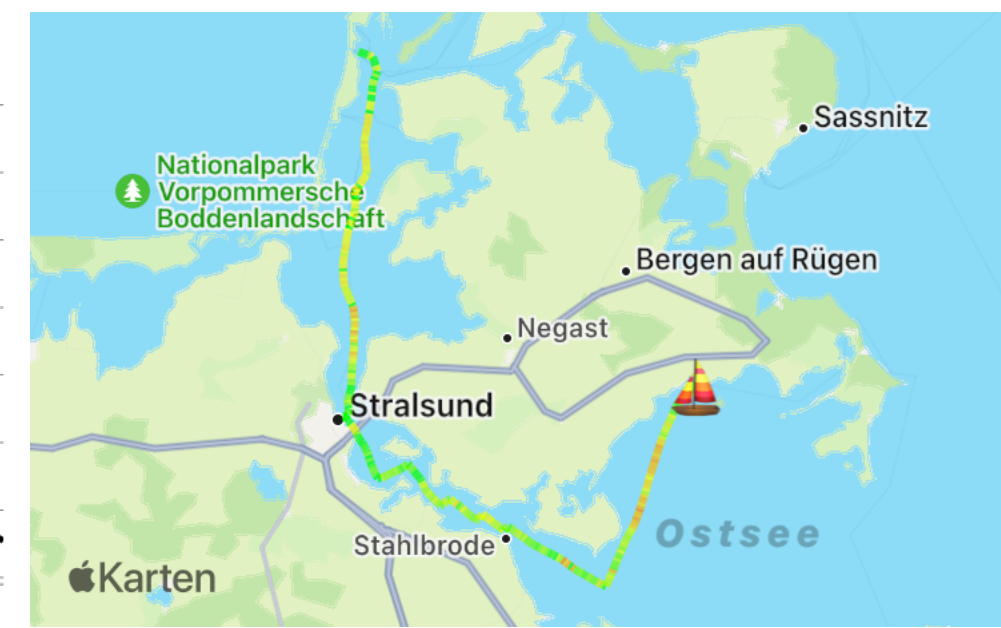 Sassnitz
Nationalpark
Vorpommersche
Boddenlandschaft
Bergen auf Rügen
Negast
Stralsund
Ostsee
Stahlbrode
Karten